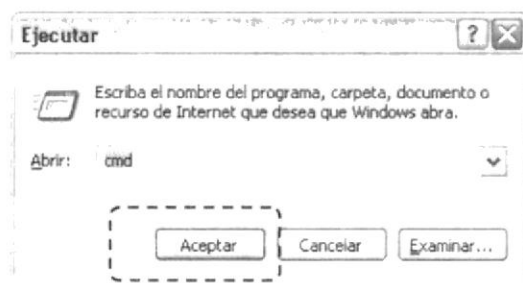 Ejecutar
Escriba el nombre del programa, carpeta, documento o
recurso de Internet que desea que Windows abra.
Abrir: cmd
Aceptar Cancelar Examinar...